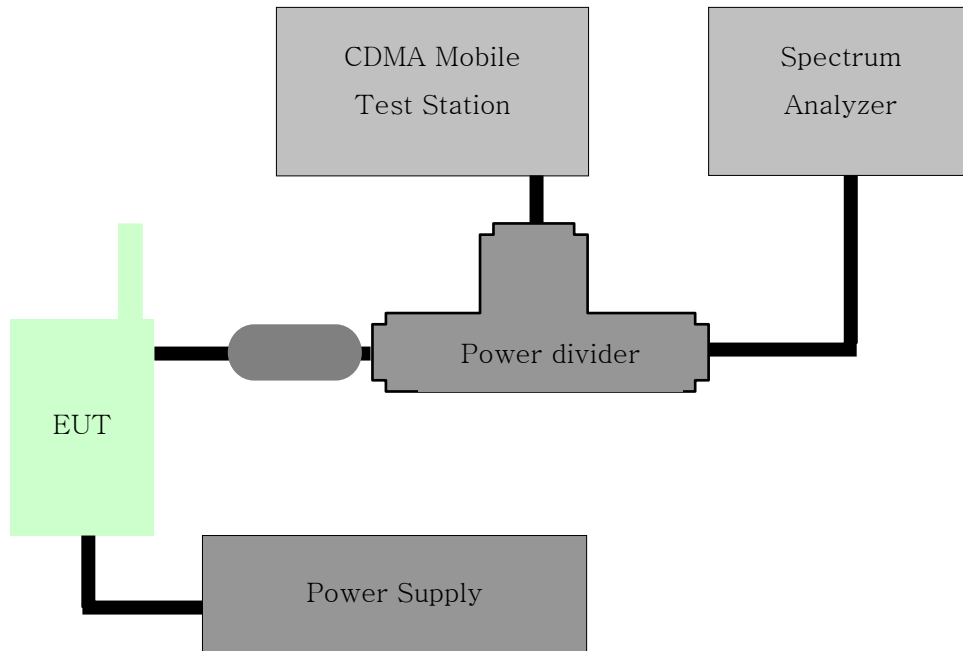 CDMA Mobile
Test Station
Spectrum
Analyzer
Power divider
EUT
Power Supply